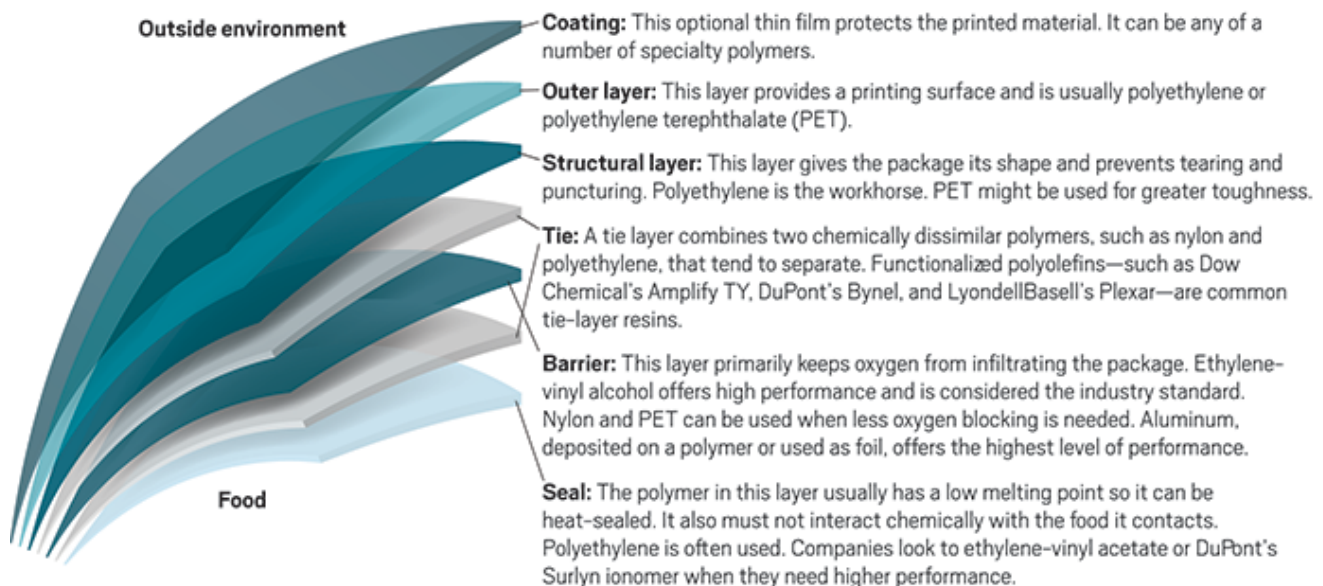 Outside environment
Coating: This optional thin film protects the printed material. It can be any of a
number of specialty polymers.
Outer layer: This layer provides a printing surface and is usually polyethylene or
polyethylene terephthalate (PET).
Structural layer: This layer gives the package its shape and prevents tearing and
puncturing. Polyethylene is the workhorse. PET might be used for greater toughness.
Tie: A tie layer combines two chemically dissimilar polymers, such as nylon and
polyethylene, that tend to separate. Functionalized polyolefins—such as Dow
Chemical's Amplify TY, DuPont's Bynel, and LyondellBasell's Plexar—are common
tie-layer resins.
Barrier: This layer primarily keeps oxygen from infiltrating the package. Ethylene-
vinyl alcohol offers high performance and is considered the industry standard.
Nylon and PET can be used when less oxygen blocking is needed. Aluminum,
deposited on a polymer or used as foil, offers the highest level of performance.
Food
Seal: The polymer in this layer usually has a low melting point so it can be
heat-sealed. It also must not interact chemically with the food it contacts.
Polyethylene is often used. Companies look to ethylene-vinyl acetate or DuPont's
Surlyn ionomer when they need higher performance.